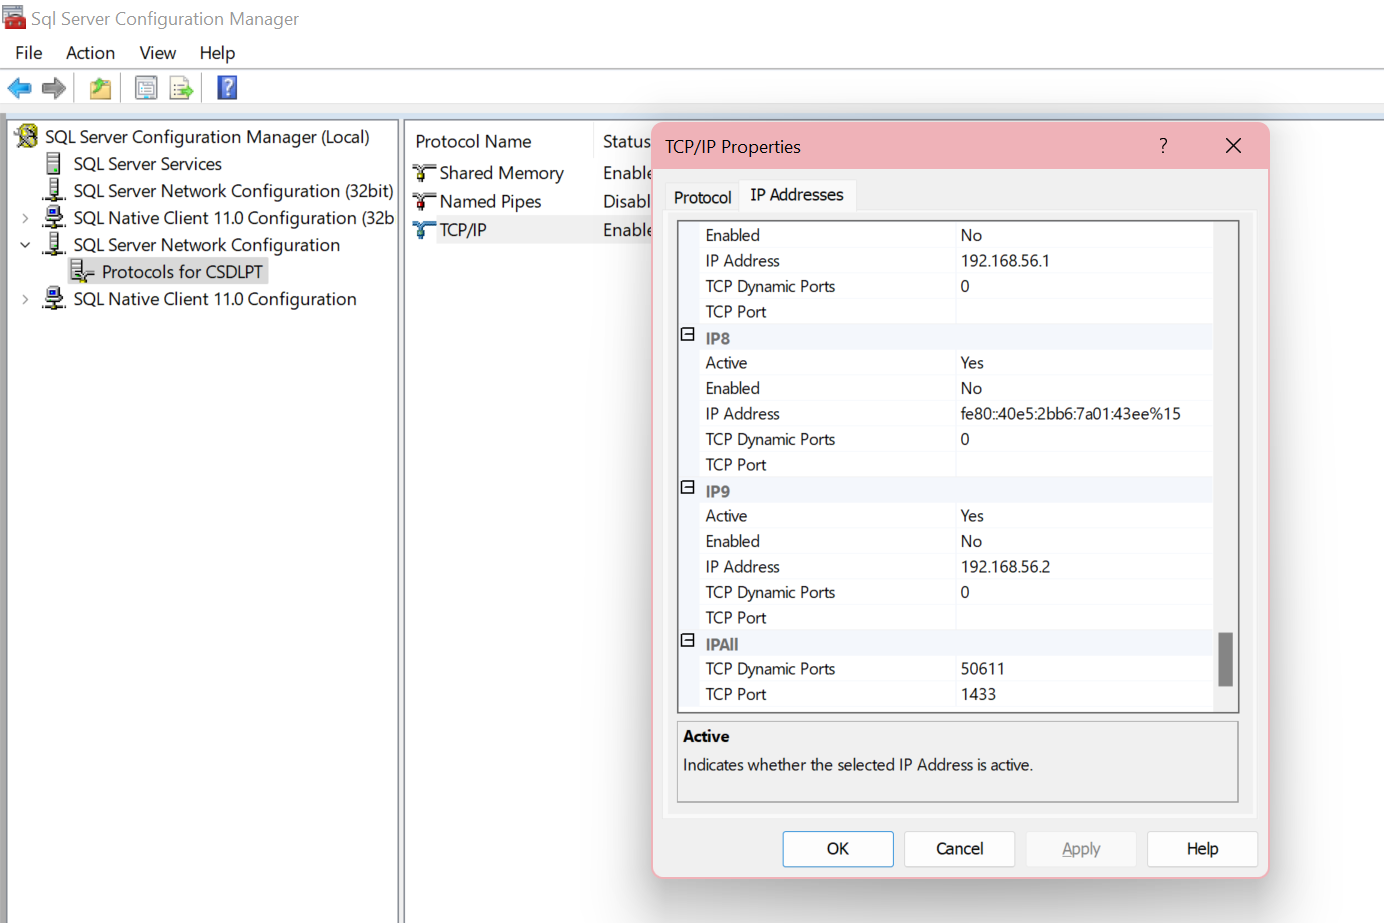 Sql Server Configuration Manager
File Action View Help
SQL Server Configuration Manager (Local)
SQL Server Services
SQL Server Network Configuration (32bit)
SQL Native Client 11.0 Configuration (32b
SQL Server Network Configuration
Protocols for CSDLPT
SQL Native Client 11.0 Configuration
Protocol Name Status
Shared Memory Enable
Named Pipes Disabl
TCP/IP Enable
TCP/IP Properties ?
Protocol IP Addresses
Enabled No
IP Address 192.168.56.1
TCP Dynamic Ports 0
TCP Port
IP8
Active Yes
Enabled No
IP Address fe80::40e5:2bb6:7a01:43ee%15
TCP Dynamic Ports 0
TCP Port
IP9
Active Yes
Enabled No
IP Address 192.168.56.2
TCP Dynamic Ports 0
TCP Port
IPAll
TCP Dynamic Ports 50611
TCP Port 1433
Active
Indicates whether the selected IP Address is active.
OK Cancel Apply Help